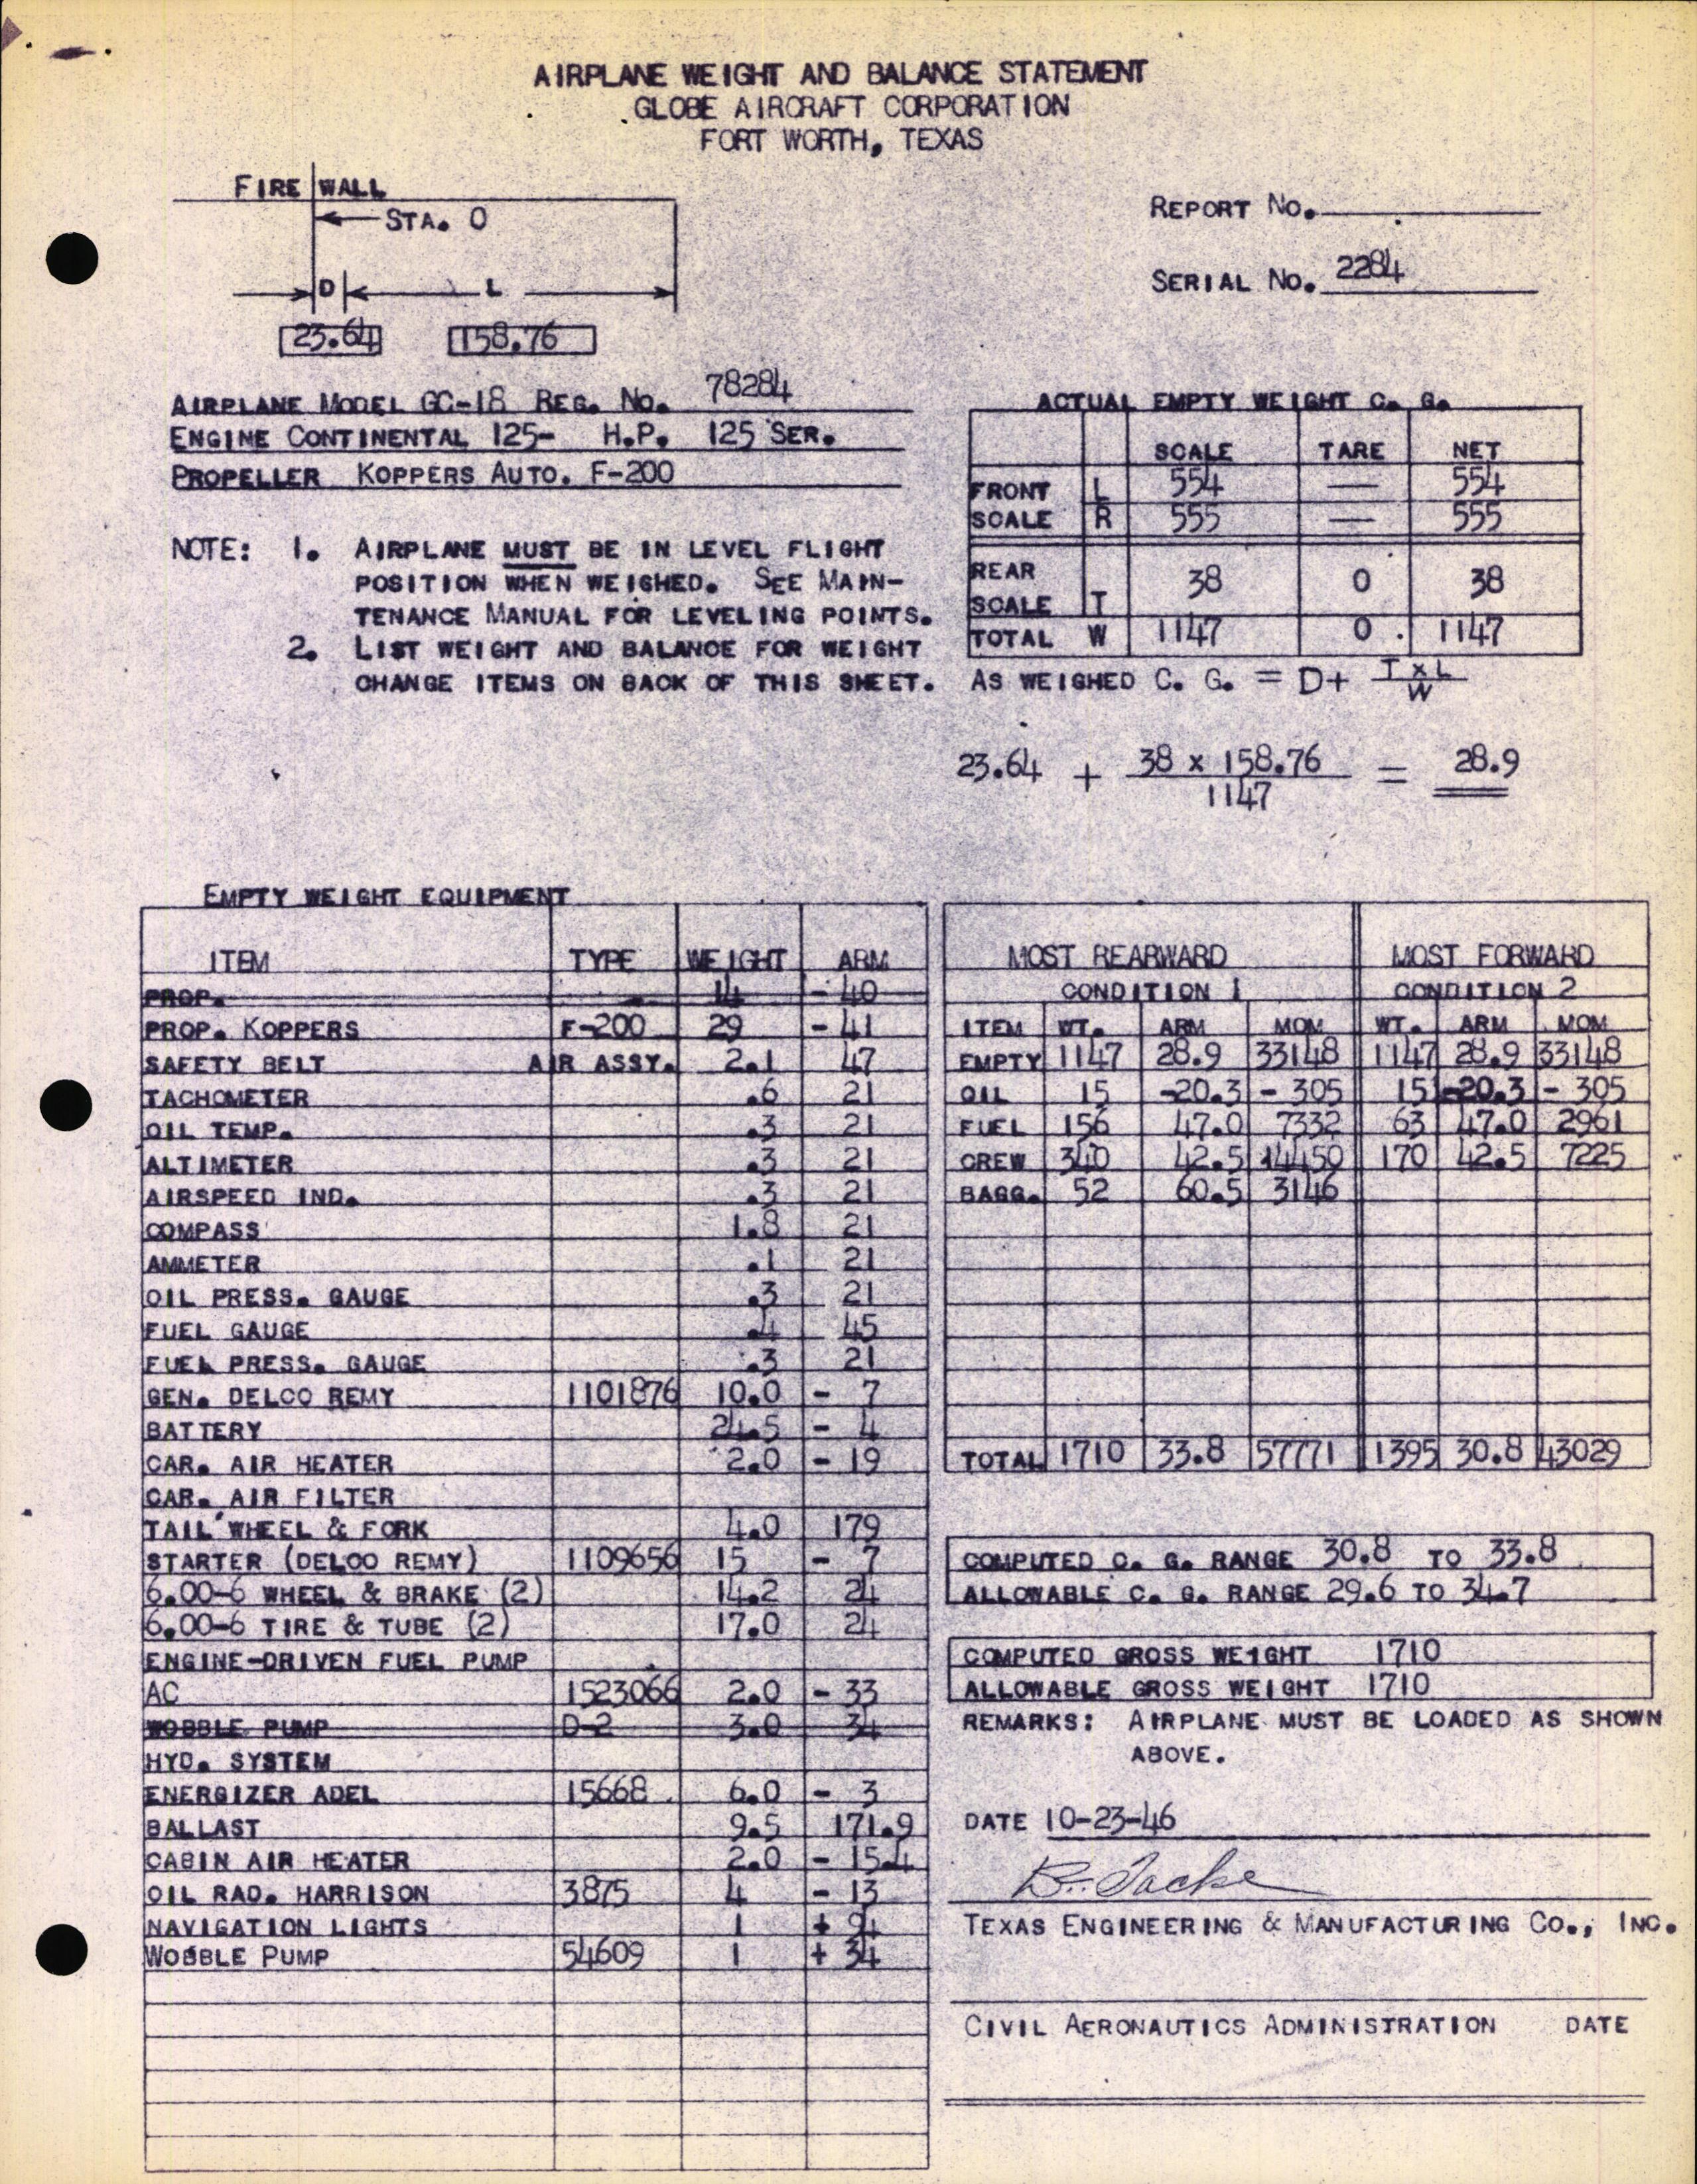 AIRPLANE WEIGHT AND BALANCE STATEMENT
GLOBE AIRCRAFT CORPORATION
FORT WORTH, TEXAS
FIRE WALL
STA. 0
D L
23.64 158.76
REPORT NO.
SERIAL NO. 2284
AIRPLANE MODEL GC-1B REG. NO. 78284
ENGINE CONTINENTAL 125- H.P. 125 SER.
PROPELLER KOPPERS AUTO. F-200
NOTE: 1. AIRPLANE MUST BE IN LEVEL FLIGHT
POSITION WHEN WEIGHED. SEE MAIN-
TENANCE MANUAL FOR LEVELING POINTS.
2. LIST WEIGHT AND BALANCE FOR WEIGHT
CHANGE ITEMS ON BACK OF THIS SHEET.
ACTUAL EMPTY WEIGHT C. G.
SCALE TARE NET
FRONT L 554 — 554
SCALE R 555 — 555
REAR
SCALE T 38 0 38
TOTAL W 1147 0 1147
AS WEIGHED C. G. = D+ T x L
W
23.64 + 38 x 158.76 = 28.9
1147
EMPTY WEIGHT EQUIPMENT
ITEM TYPE WEIGHT ARM
PROP. 14 - 40
PROP. KOPPERS F-200 29 - 41
SAFETY BELT AIR ASSY. 2.1 47
TACHOMETER .6 21
OIL TEMP. .3 21
ALTIMETER .3 21
AIRSPEED IND. .3 21
COMPASS 1.8 21
AMMETER .1 21
OIL PRESS. GAUGE .3 21
FUEL GAUGE .4 45
FUEL PRESS. GAUGE .3 21
GEN. DELCO REMY 1101876 10.0 - 7
BATTERY 24.5 - 4
CAR. AIR HEATER 2.0 - 19
CAR. AIR FILTER
TAIL WHEEL & FORK 4.0 179
STARTER (DELCO REMY) 1109656 15 - 7
6.00-6 WHEEL & BRAKE (2) 14.2 24
6.00-6 TIRE & TUBE (2) 17.0 24
ENGINE-DRIVEN FUEL PUMP
AC 1523066 2.0 - 33
WOBBLE PUMP D-2 3.0 34
HYD. SYSTEM
ENERGIZER ADEL 15668 6.0 - 3
BALLAST 9.5 171.9
CABIN AIR HEATER 2.0 - 15.4
OIL RAD. HARRISON 3875 4 - 13
NAVIGATION LIGHTS 1 + 94
WOBBLE PUMP 54609 1 + 34
MOST REARWARD MOST FORWARD
CONDITION 1 CONDITION 2
ITEM WT. ARM MOM WT. ARM MOM
EMPTY 1147 28.9 33148 1147 28.9 33148
OIL 15 -20.3 - 305 15 -20.3 - 305
FUEL 156 47.0 7332 63 47.0 2961
CREW 340 42.5 14450 170 42.5 7225
BAGG. 52 60.5 3146
TOTAL 1710 33.8 57771 1395 30.8 43029
COMPUTED C. G. RANGE 30.8 TO 33.8
ALLOWABLE C. G. RANGE 29.6 TO 34.7
COMPUTED GROSS WEIGHT 1710
ALLOWABLE GROSS WEIGHT 1710
REMARKS: AIRPLANE MUST BE LOADED AS SHOWN
ABOVE.
DATE 10-23-46
TEXAS ENGINEERING & MANUFACTURING CO., INC.
CIVIL AERONAUTICS ADMINISTRATION DATE